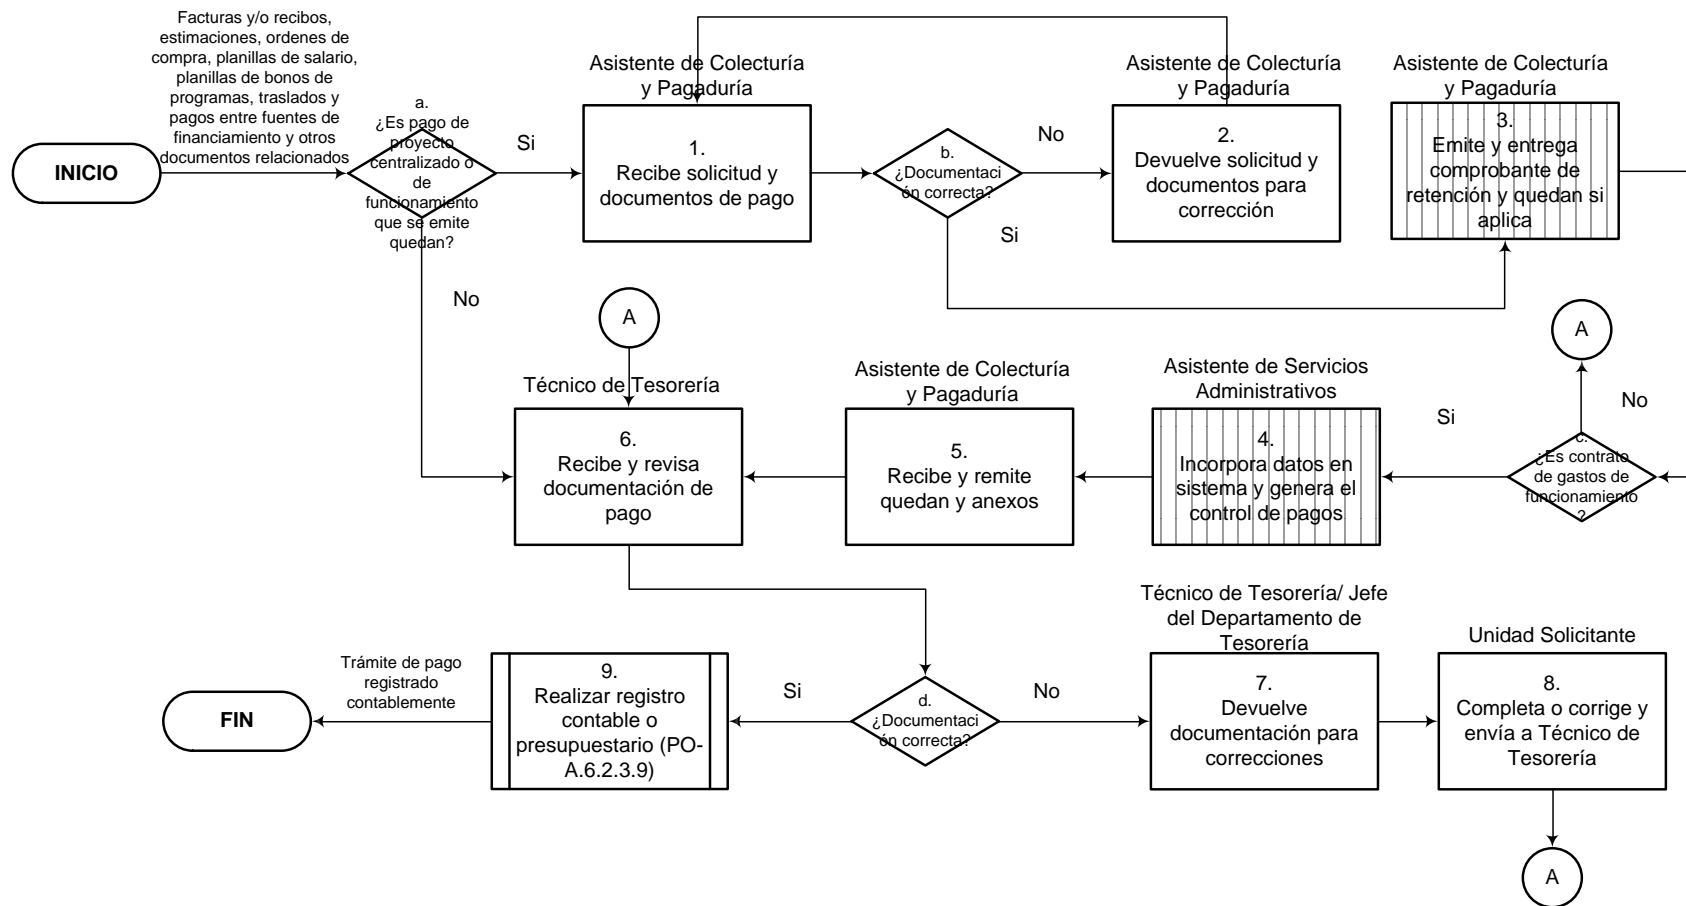 Facturas y/o recibos,
estimaciones, ordenes de
compra, planillas de salario,
planillas de bonos de
programas, traslados y
pagos entre fuentes de
financiamiento y otros
documentos relacionados
INICIO
a.
¿Es pago de
proyecto
centralizado o
de
funcionamiento
que se emite
quedan?
Si
No
Asistente de Colecturía
y Pagaduría
1.
Recibe solicitud y
documentos de pago
b.
¿Documentaci
ón correcta?
No
Si
Asistente de Colecturía
y Pagaduría
2.
Devuelve solicitud y
documentos para
corrección
Asistente de Colecturía
y Pagaduría
3.
Emite y entrega
comprobante de
retención y quedan si
aplica
A
No
c.
¿Es contrato
de gastos de
funcionamiento
?
Si
Asistente de Servicios
Administrativos
4.
Incorpora datos en
sistema y genera el
control de pagos
Asistente de Colecturía
y Pagaduría
5.
Recibe y remite
quedan y anexos
A
Técnico de Tesorería
6.
Recibe y revisa
documentación de
pago
d.
¿Documentaci
ón correcta?
No
Si
Técnico de Tesorería/ Jefe
del Departamento de
Tesorería
7.
Devuelve
documentación para
correcciones
Unidad Solicitante
8.
Completa o corrige y
envía a Técnico de
Tesorería
A
9.
Realizar registro
contable o
presupuestario (PO-
A.6.2.3.9)
Trámite de pago
registrado
contablemente
FIN